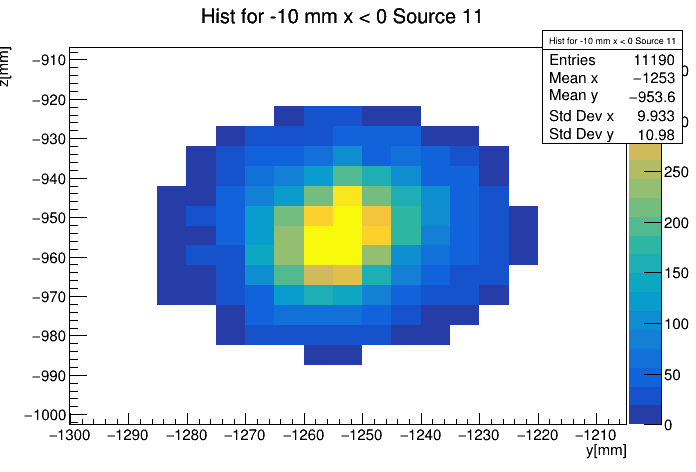 Hist for -10 mm x < 0 Source 11
z[mm]
Hist for -10 mm x < 0 Source 11
Entries 11190
Mean x −1253
Mean y −953.6
Std Dev x 9.933
Std Dev y 10.98
−910
−920
−930
−940
−950
−960
−970
−980
−990
−1000
0
0
250
200
150
100
50
0
−1300 −1290 −1280 −1270 −1260 −1250 −1240 −1230 −1220 −1210
y[mm]